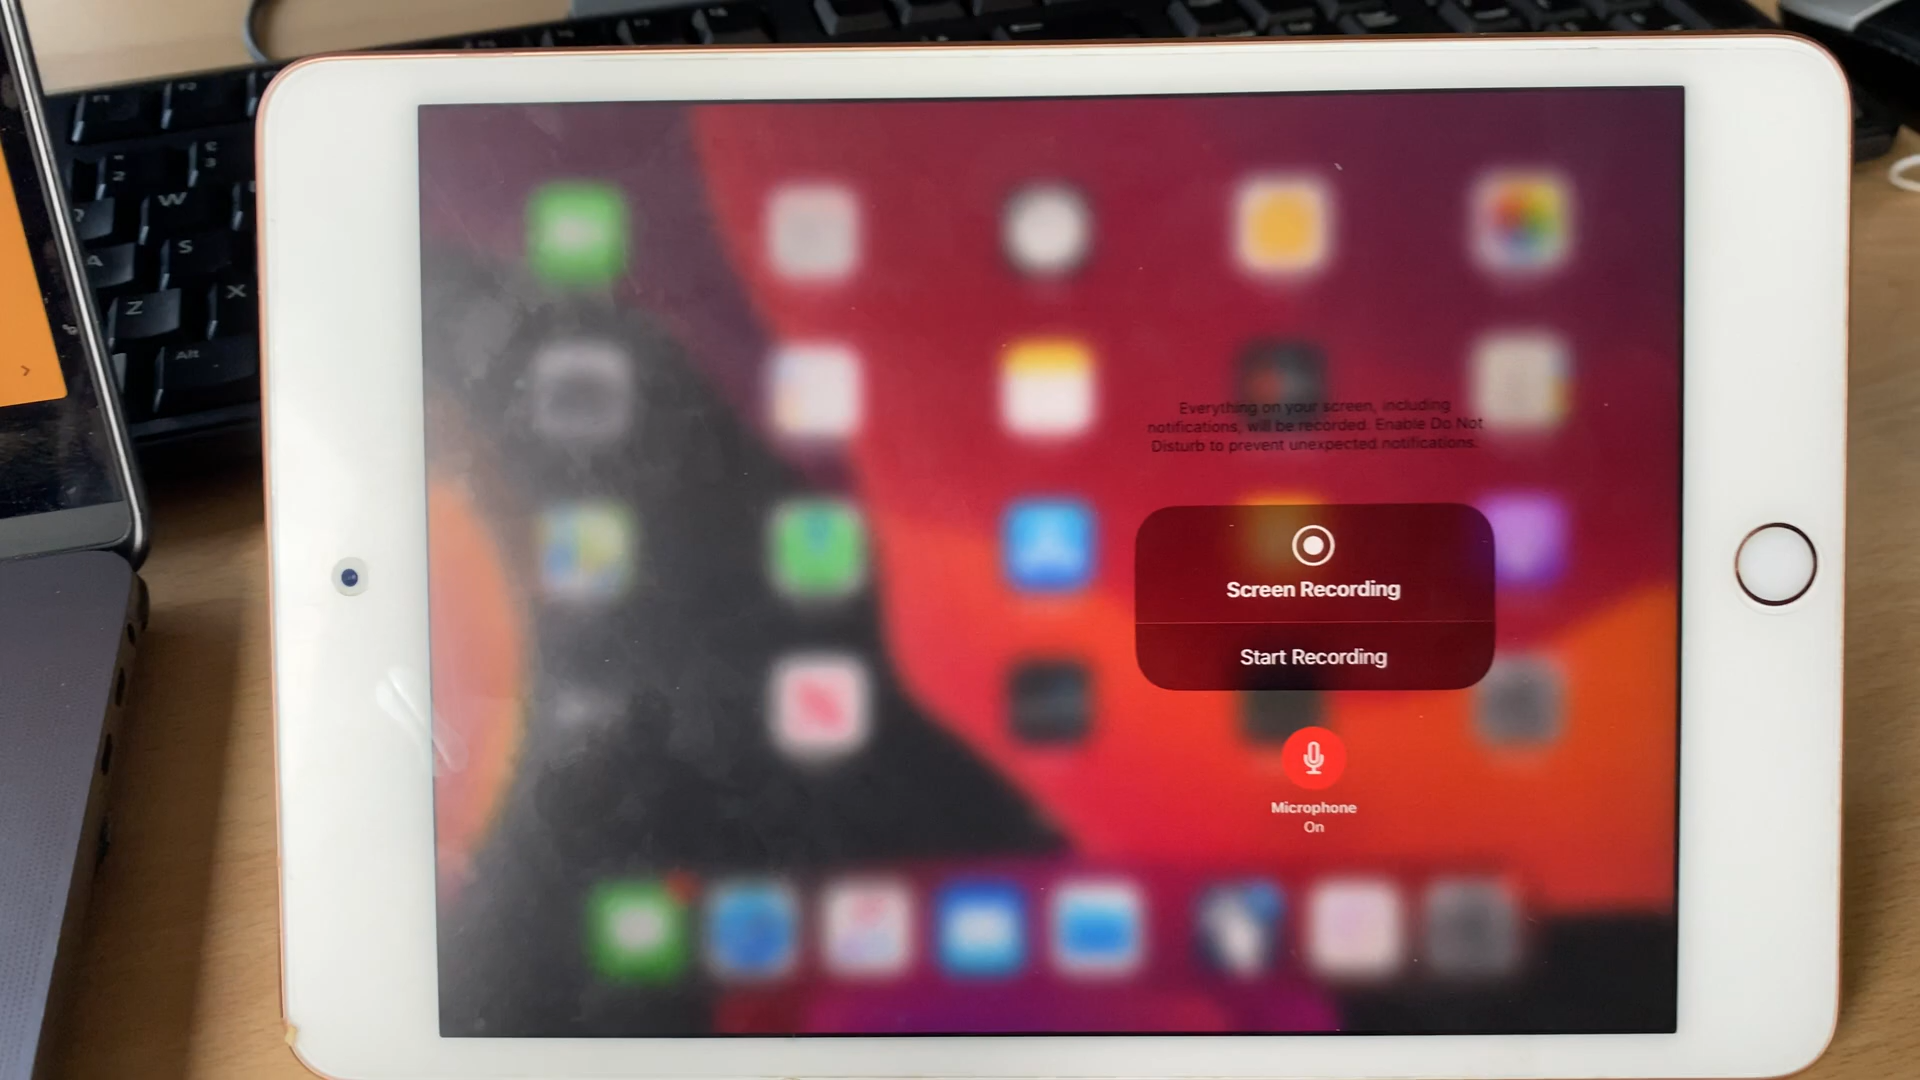 W
S
A
Z
X
Alt
Everything on your screen, including
notifications, will be recorded. Enable Do Not
Disturb to prevent unexpected notifications.
Screen Recording
Start Recording
Microphone
On